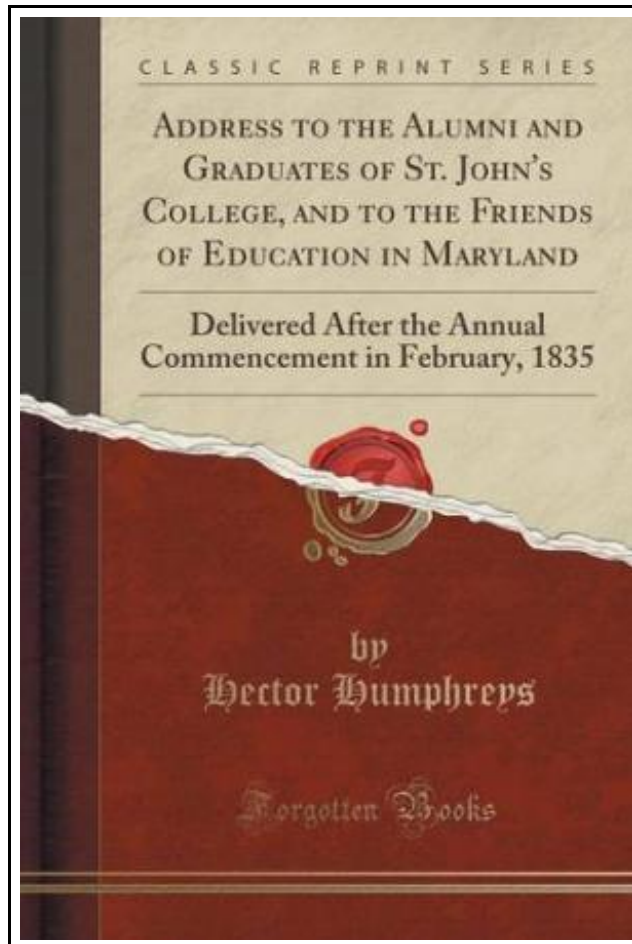 CLASSIC REPRINT SERIES
ADDRESS TO THE ALUMNI AND
GRADUATES OF ST. JOHN'S
COLLEGE, AND TO THE FRIENDS
OF EDUCATION IN MARYLAND
Delivered After the Annual
Commencement in February, 1835
by
Hector Humphreys
Forgotten Books